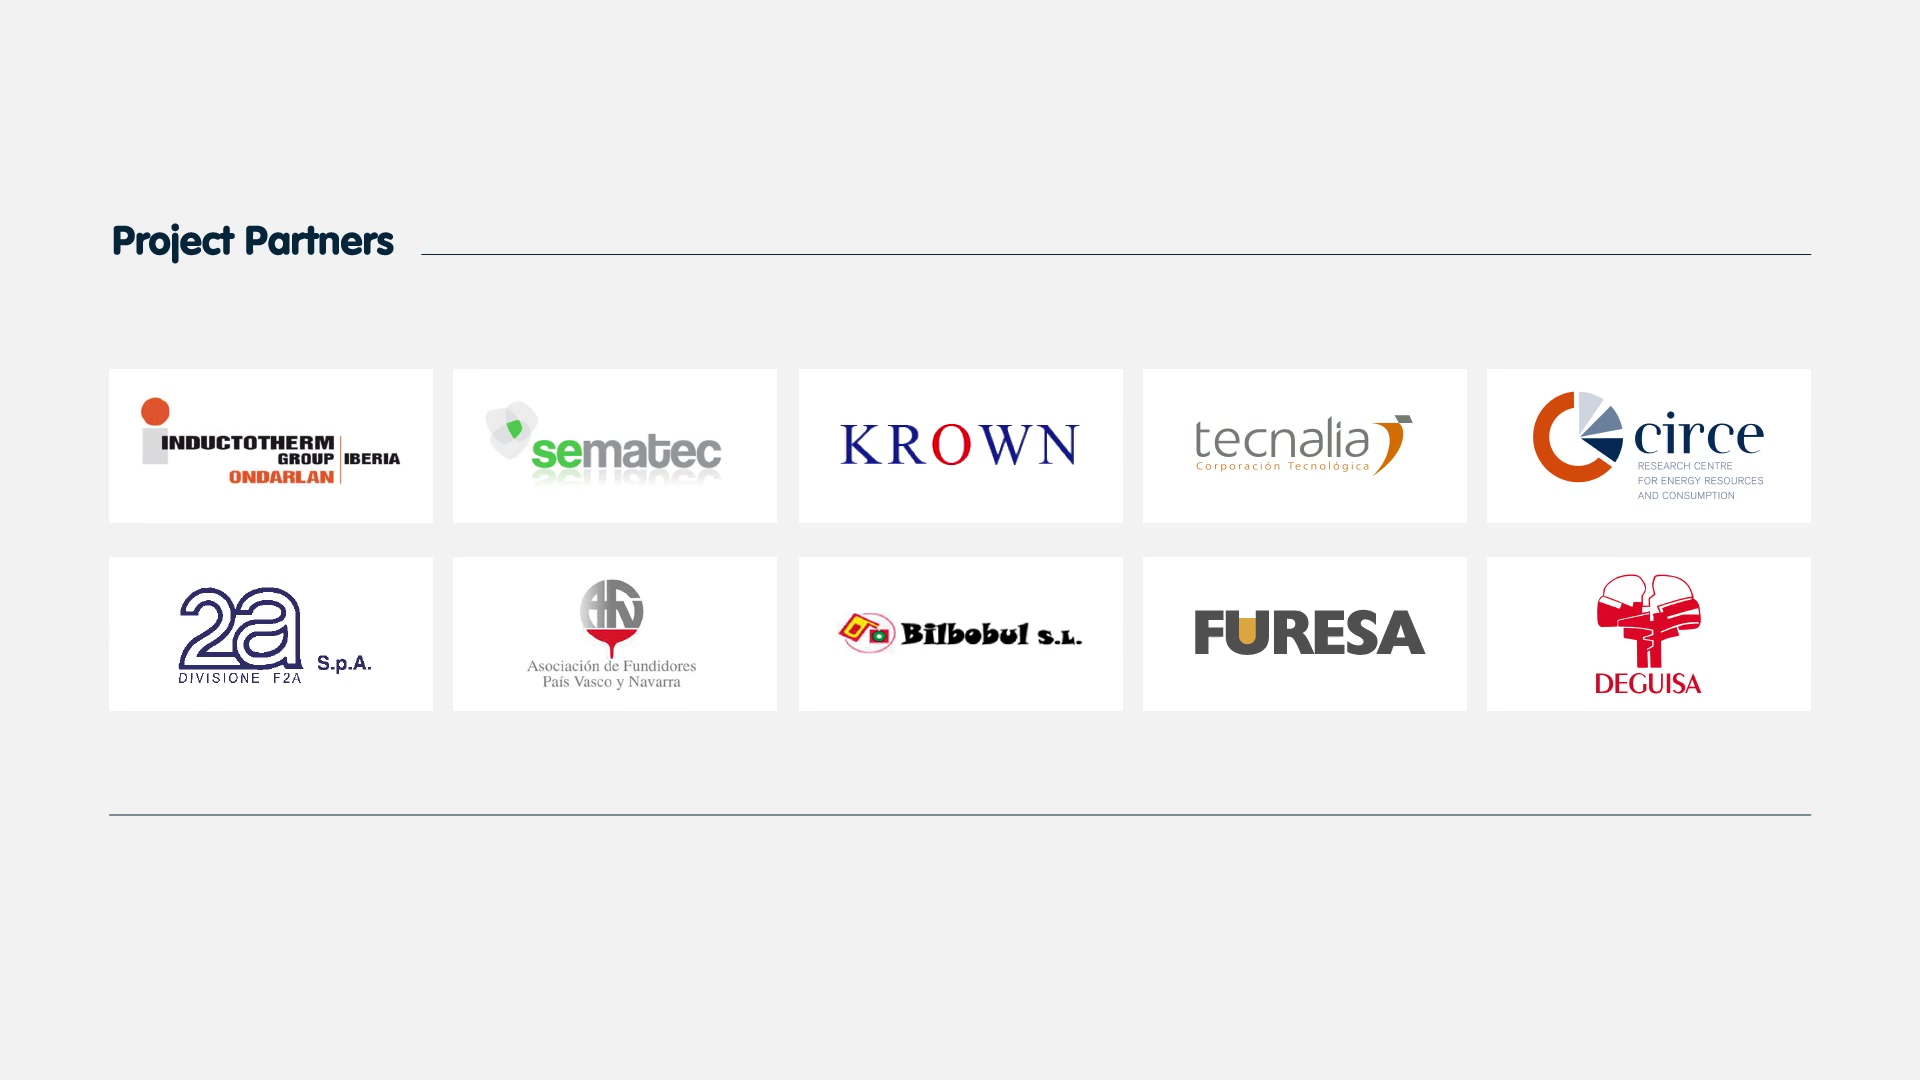 Project Partners
INDUCTOTHERM
GROUP IBERIA
ONDARLAN
sematec
KROWN
tecnalia
Corporación Tecnológica
circe
RESEARCH CENTRE
FOR ENERGY RESOURCES
AND CONSUMPTION
2a
S.p.A.
DIVISIONE F2A
Asociación de Fundidores
País Vasco y Navarra
Bilbobul S.L.
FURESA
DEGUISA